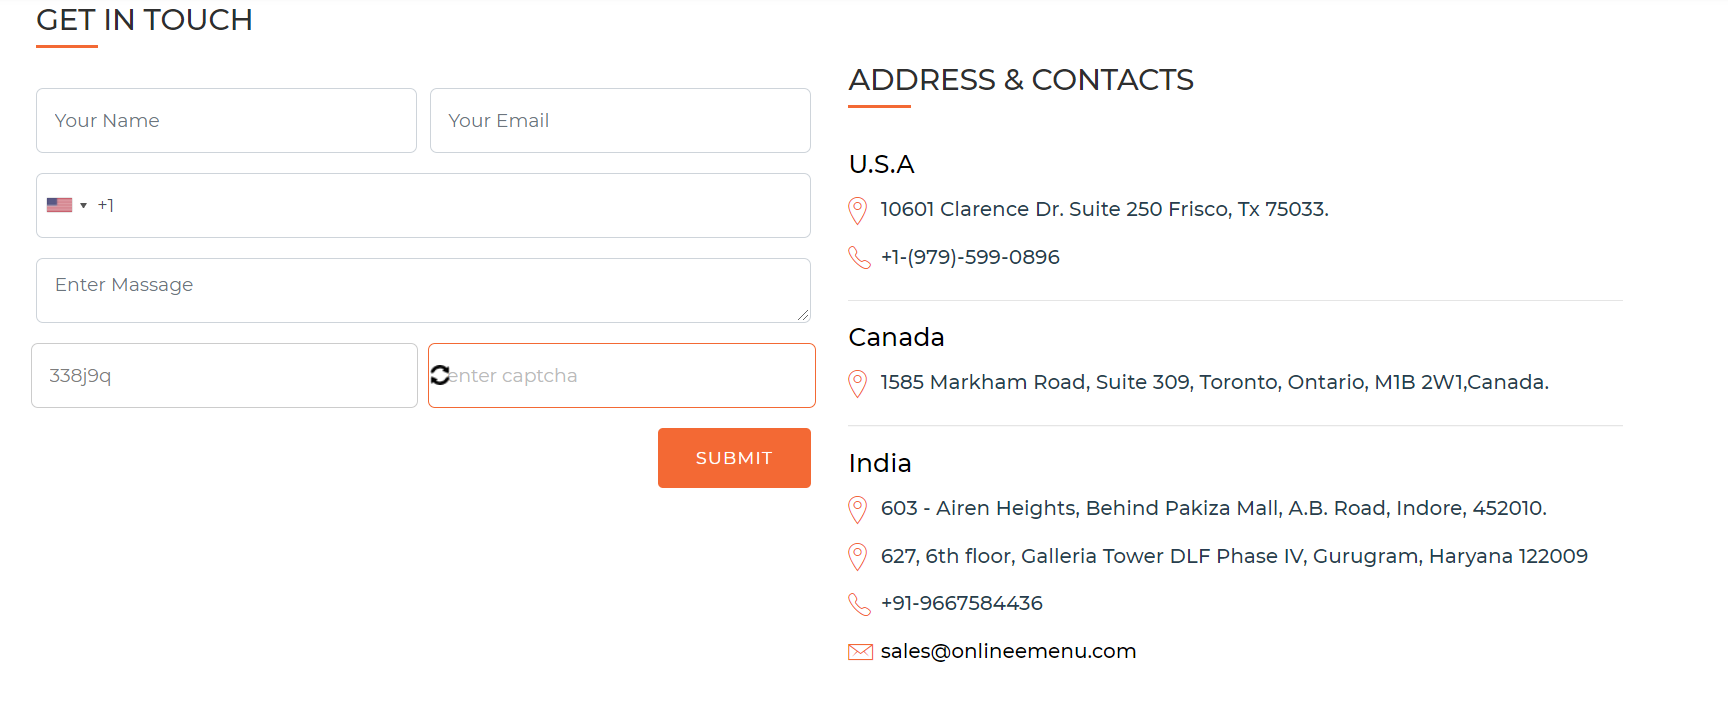 GET IN TOUCH
Your Name
Your Email
+1
Enter Massage
338j9q
enter captcha
SUBMIT
ADDRESS & CONTACTS
U.S.A
10601 Clarence Dr. Suite 250 Frisco, Tx 75033.
+1-(979)-599-0896
Canada
1585 Markham Road, Suite 309, Toronto, Ontario, M1B 2W1,Canada.
India
603 - Airen Heights, Behind Pakiza Mall, A.B. Road, Indore, 452010.
627, 6th floor, Galleria Tower DLF Phase IV, Gurugram, Haryana 122009
+91-9667584436
sales@onlineemenu.com